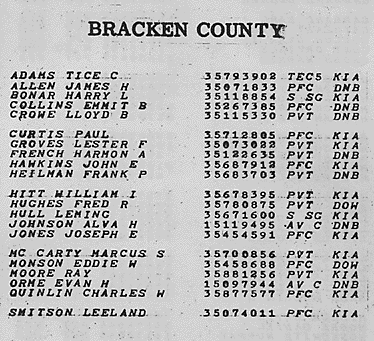 BRACKEN COUNTY
ADAMS TICE C 35793902 TEC5 KIA
ALLEN JAMES H 35071833 PFC DNB
BONAR HARRY L 35118854 S SG KIA
COLLINS EMMIT B 35267385 PFC DNB
CROWE LLOYD B 35115330 PVT DNB
CURTIS PAUL 35712805 PFC KIA
GROVES LESTER F 35073022 PVT KIA
FRENCH HARMON A 35122635 PVT DNB
HAWKINS JOHN E 35687912 PFC KIA
HEILMAN FRANK P 35683703 PVT DNB
HITT WILLIAM I 35678395 PVT KIA
HUGHES FRED R 35780875 PVT DOW
HULL LEMING 35671600 S SG KIA
JOHNSON ALVA H 15119495 AV C DNB
JONES JOSEPH E 35454591 PFC KIA
MC CARTY MARCUS S 35700856 PVT KIA
MONSON EDDIE W 35458688 PFC DOW
MOORE RAY 35881856 PVT KIA
ORME EVAN H 15097944 AV C DNB
QUINLIN CHARLES W 35877577 PFC KIA
SMITSON LEELAND 35074011 PFC KIA